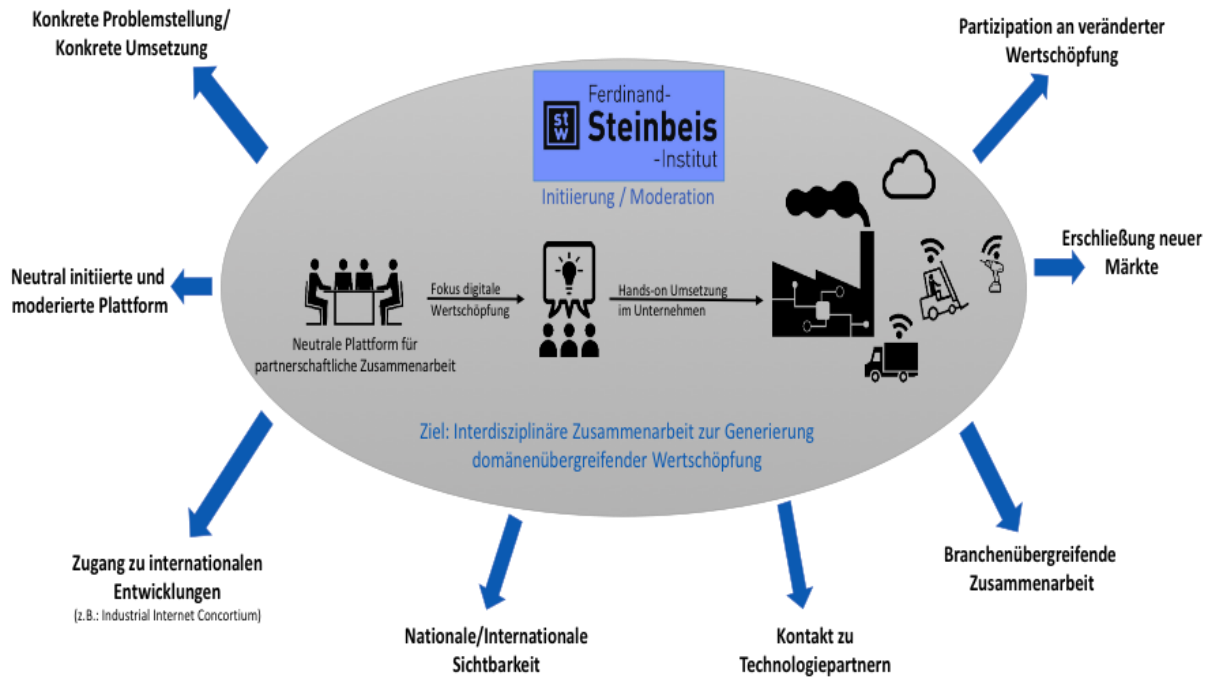 Konkrete Problemstellung/
Konkrete Umsetzung
Partizipation an veränderter
Wertschöpfung
st
w
Ferdinand-
Steinbeis
-Institut
Initiierung / Moderation
Neutral initiierte und
moderierte Plattform
Fokus digitale
Wertschöpfung
Hands-on Umsetzung
im Unternehmen
Erschließung neuer
Märkte
Neutrale Plattform für
partnerschaftliche Zusammenarbeit
Ziel: Interdisziplinäre Zusammenarbeit zur Generierung
domänenübergreifender Wertschöpfung
Zugang zu internationalen
Entwicklungen
(z.B.: Industrial Internet Concortium)
Nationale/Internationale
Sichtbarkeit
Kontakt zu
Technologiepartnern
Branchenübergreifende
Zusammenarbeit